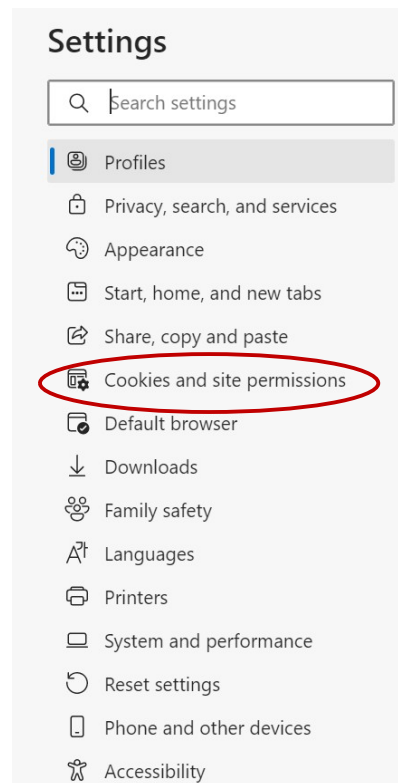 Settings
Search settings
Profiles
Privacy, search, and services
Appearance
Start, home, and new tabs
Share, copy and paste
Cookies and site permissions
Default browser
Downloads
Family safety
Languages
Printers
System and performance
Reset settings
Phone and other devices
Accessibility